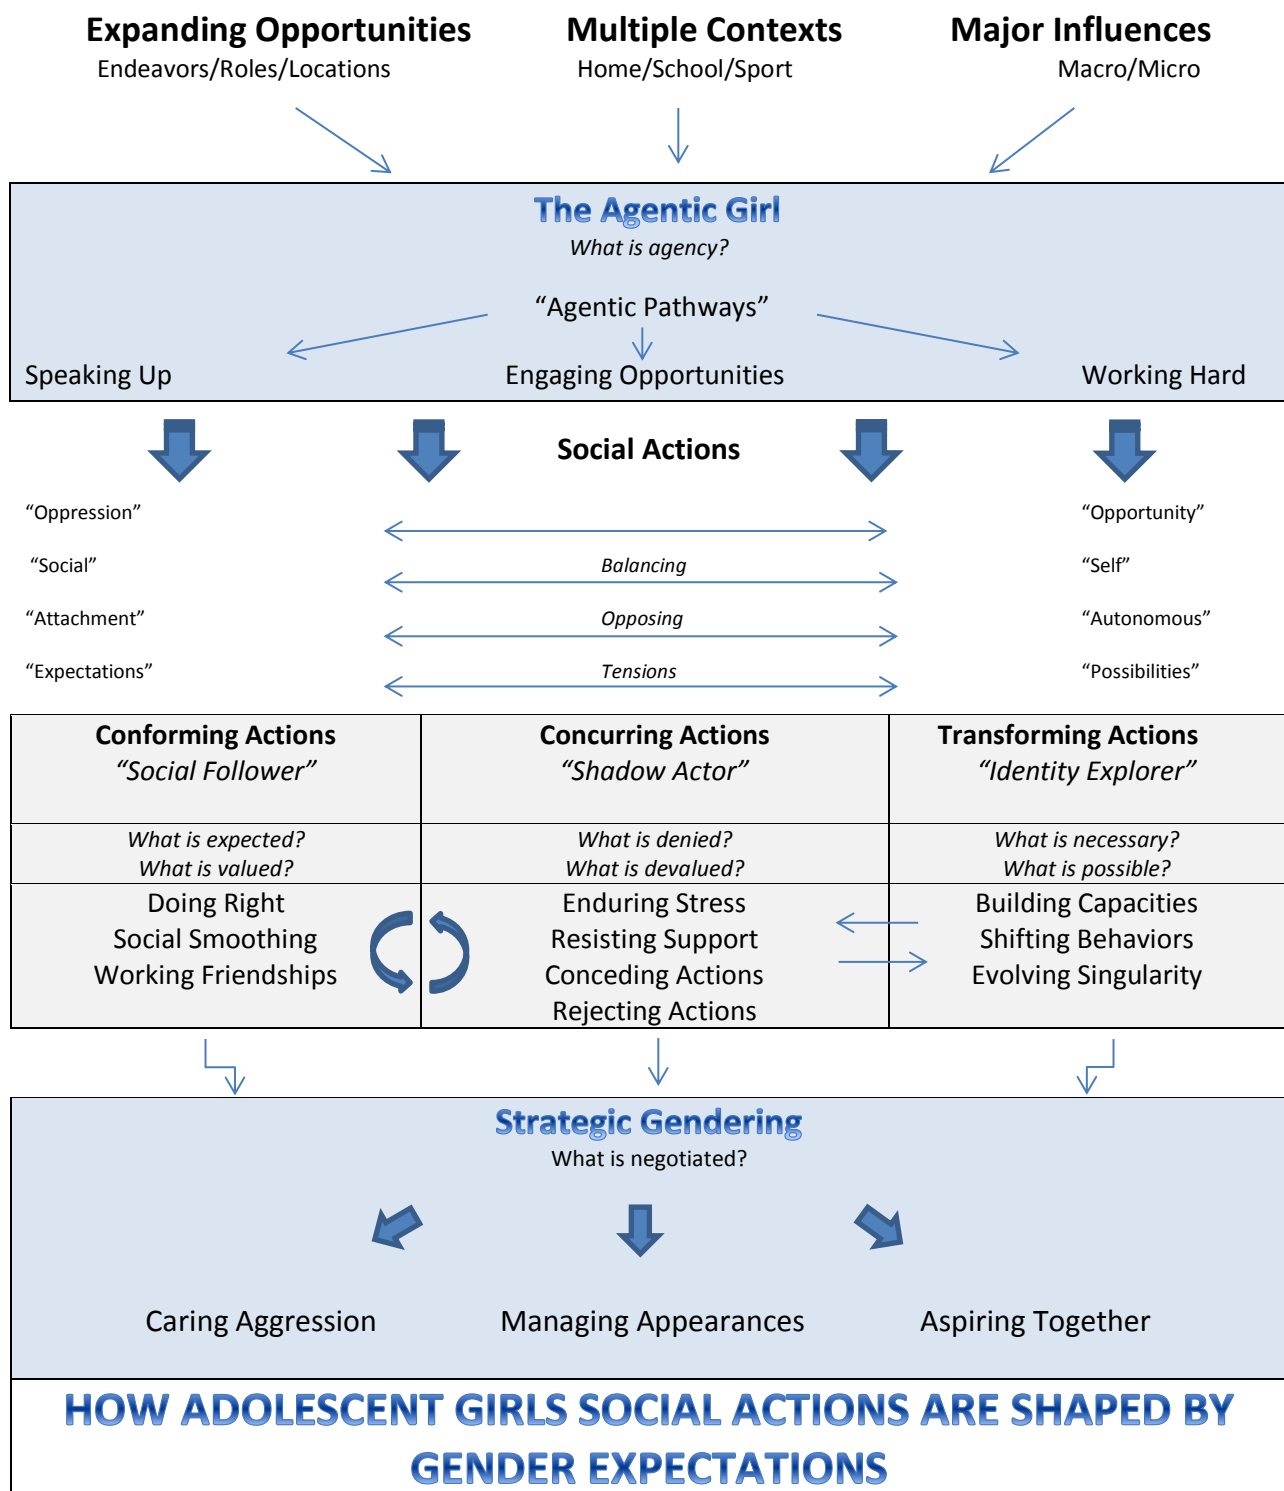 Expanding Opportunities
Multiple Contexts
Major Influences
Endeavors/Roles/Locations
Home/School/Sport
Macro/Micro
The Agentic Girl
What is agency?
“Agentic Pathways”
Speaking Up
Engaging Opportunities
Working Hard
Social Actions
“Oppression”
“Opportunity”
“Social”
Balancing
“Self”
“Attachment”
Opposing
“Autonomous”
“Expectations”
Tensions
“Possibilities”
Conforming Actions
“Social Follower”
Concurring Actions
“Shadow Actor”
Transforming Actions
“Identity Explorer”
What is expected?
What is valued?
What is denied?
What is devalued?
What is necessary?
What is possible?
Doing Right
Social Smoothing
Working Friendships
Enduring Stress
Resisting Support
Conceding Actions
Rejecting Actions
Building Capacities
Shifting Behaviors
Evolving Singularity
Strategic Gendering
What is negotiated?
Caring Aggression
Managing Appearances
Aspiring Together
HOW ADOLESCENT GIRLS SOCIAL ACTIONS ARE SHAPED BY
GENDER EXPECTATIONS